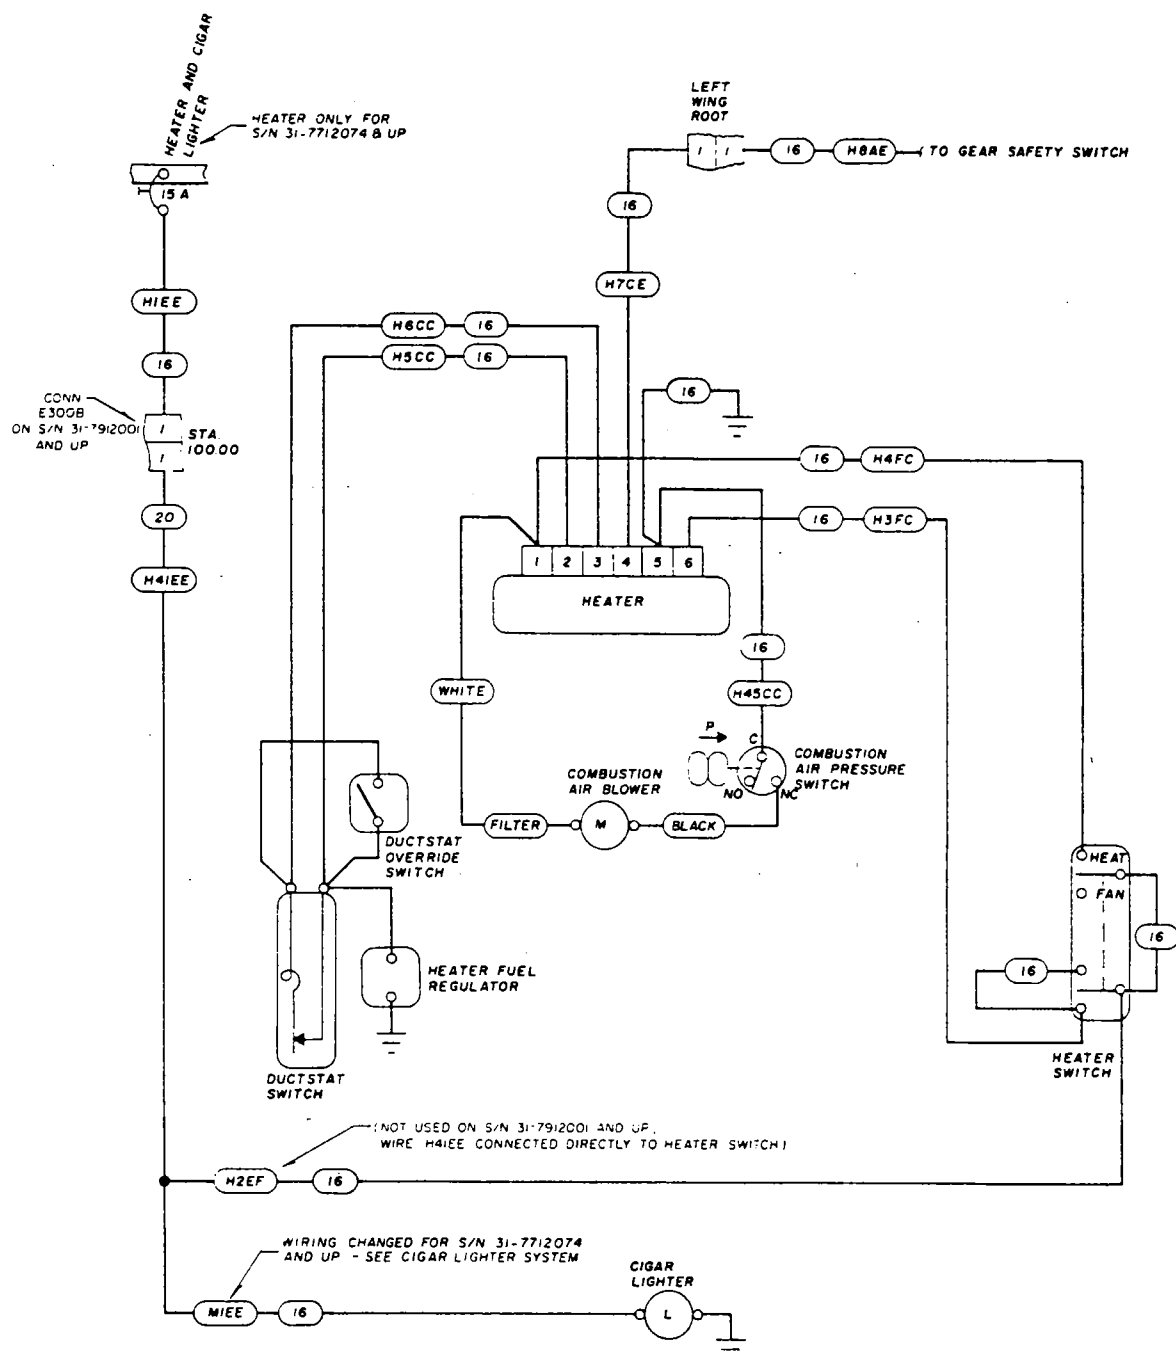 HEATER AND CIGAR
LIGHTER
HEATER ONLY FOR
S/N 31-7712074 & UP
15 A
H1EE
16
CONN
E300B
ON S/N 31-7912001
AND UP
1
1
STA.
100.00
20
H41EE
LEFT
WING
ROOT
1 1
16
H8AE
TO GEAR SAFETY SWITCH
16
H7CE
H6CC
16
H5CC
16
16
16
H4FC
16
H3FC
1 2 3 4 5 6
HEATER
WHITE
16
H45CC
P
C
NO
NC
COMBUSTION
AIR PRESSURE
SWITCH
COMBUSTION
AIR BLOWER
FILTER
M
BLACK
DUCTSTAT
OVERRIDE
SWITCH
HEATER FUEL
REGULATOR
DUCTSTAT
SWITCH
HEAT
FAN
16
16
HEATER
SWITCH
(NOT USED ON S/N 31-7912001 AND UP,
WIRE H41EE CONNECTED DIRECTLY TO HEATER SWITCH)
H2EF
16
WIRING CHANGED FOR S/N 31-7712074
AND UP - SEE CIGAR LIGHTER SYSTEM
M1EE
16
CIGAR
LIGHTER
L